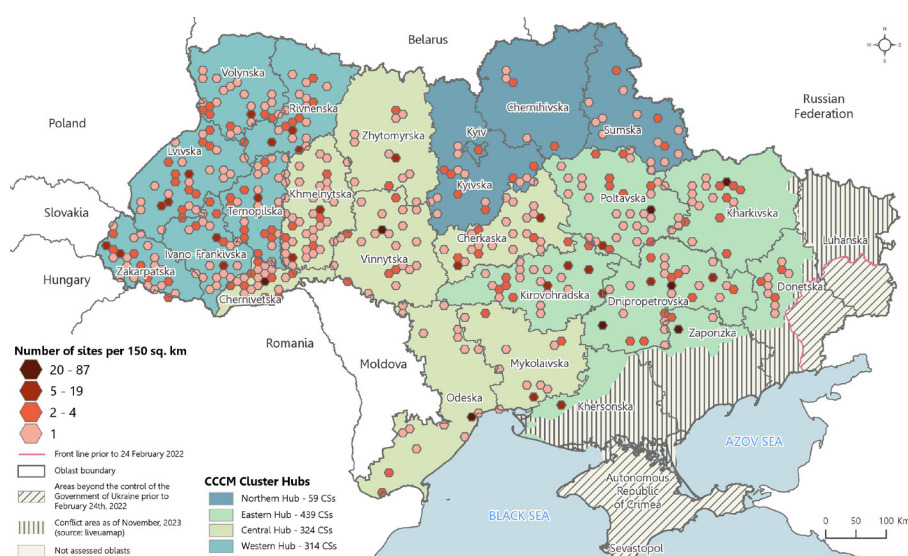 Belarus
N
W E
S
Volynska
Rivnenska
Chernihivska
Russian
Federation
Poland
Zhytomyrska
Kyiv
Sumska
Lvivska
Kyivska
Khmelnytska
Poltavska
Kharkivska
Slovakia
Ternopilska
Cherkaska
Luhanska
Ivano-Frankivska
Vinnytska
Hungary
Zakarpatska
Kirovohradska
Dnipropetrovska
Donetska
Chernivetska
Zaporizka
Romania
Moldova
Mykolaivska
Odeska
Khersonska
AZOV SEA
BLACK SEA
Autonomous
Republic
of Crimea
Sevastopol
Number of sites per 150 sq. km
20 - 87
5 - 19
2 - 4
1
Front line prior to 24 February 2022
Oblast boundary
Areas beyond the control of the
Government of Ukraine prior to
February 24th, 2022
Conflict area as of November, 2023
(source: liveuamap)
Not assessed oblasts
CCCM Cluster Hubs
Northern Hub - 59 CSs
Eastern Hub - 439 CSs
Central Hub - 324 CSs
Western Hub - 314 CSs
0 50 100 Km